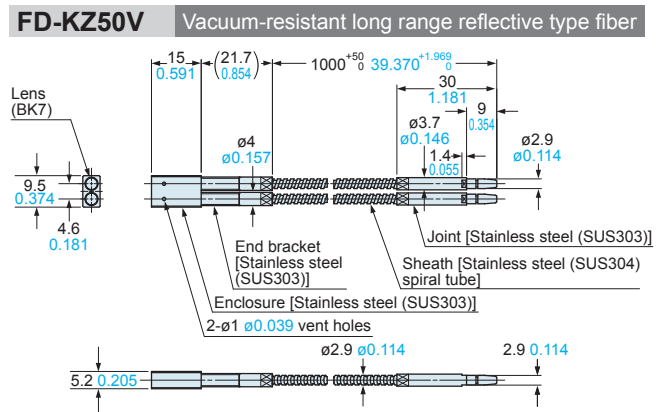 FD-KZ50V Vacuum-resistant long range reflective type fiber
15 (21.7) 1000 +50 0 39.370 +1.969 0
0.591 (0.854)
30
1.181
Lens
(BK7)
9
0.354
ø3.7
ø0.146
ø4
ø0.157
ø2.9
ø0.114
1.4
0.055
9.5
0.374
4.6
0.181
End bracket
[Stainless steel
(SUS303)]
Joint [Stainless steel (SUS303)]
Sheath [Stainless steel (SUS304)
spiral tube]
Enclosure [Stainless steel (SUS303)]
2-ø1 ø0.039 vent holes
ø2.9 ø0.114
2.9 0.114
5.2 0.205